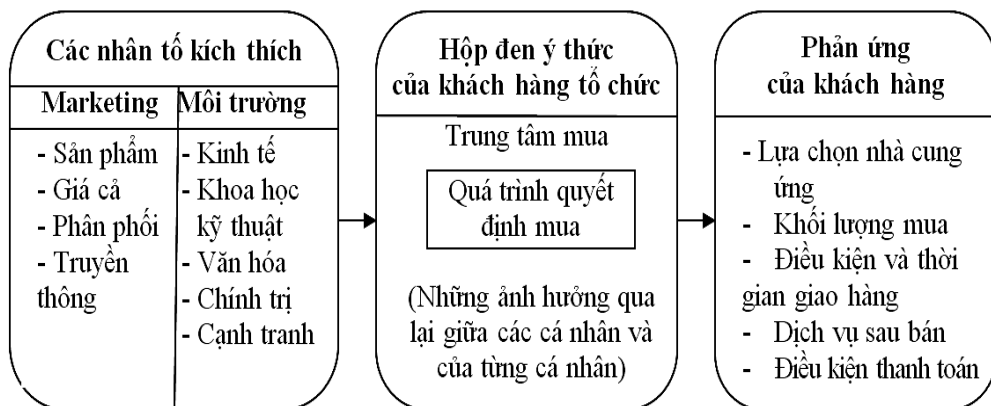 Các nhân tố kích thích
Marketing
- Sản phẩm
- Giá cả
- Phân phối
- Truyền
thông
Môi trường
- Kinh tế
- Khoa học
kỹ thuật
- Văn hóa
- Chính trị
- Cạnh tranh
Hộp đen ý thức
của khách hàng tổ chức
Trung tâm mua
Quá trình quyết
định mua
(Những ảnh hưởng qua
lại giữa các cá nhân và
của từng cá nhân)
Phản ứng
của khách hàng
- Lựa chọn nhà cung
ứng
- Khối lượng mua
- Điều kiện và thời
gian giao hàng
- Dịch vụ sau bán
- Điều kiện thanh toán